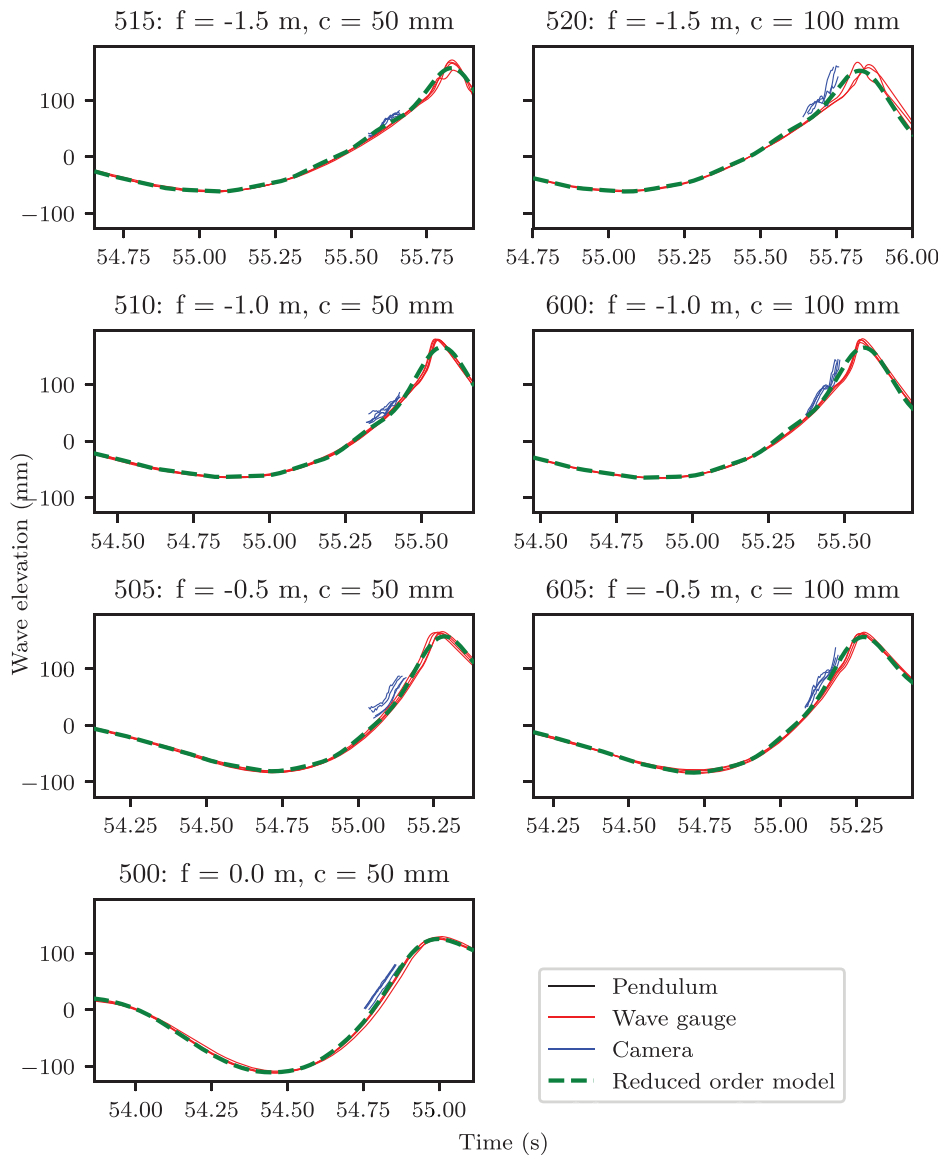 515: f = -1.5 m, c = 50 mm
520: f = -1.5 m, c = 100 mm
100
0
−100
54.75 55.00 55.25 55.50 55.75
54.75 55.00 55.25 55.50 55.75 56.00
510: f = -1.0 m, c = 50 mm
600: f = -1.0 m, c = 100 mm
100
0
−100
54.50 54.75 55.00 55.25 55.50
54.50 54.75 55.00 55.25 55.50
Wave elevation (mm)
505: f = -0.5 m, c = 50 mm
605: f = -0.5 m, c = 100 mm
100
0
−100
54.25 54.50 54.75 55.00 55.25
54.25 54.50 54.75 55.00 55.25
500: f = 0.0 m, c = 50 mm
100
0
−100
54.00 54.25 54.50 54.75 55.00
Pendulum
Wave gauge
Camera
Reduced order model
Time (s)